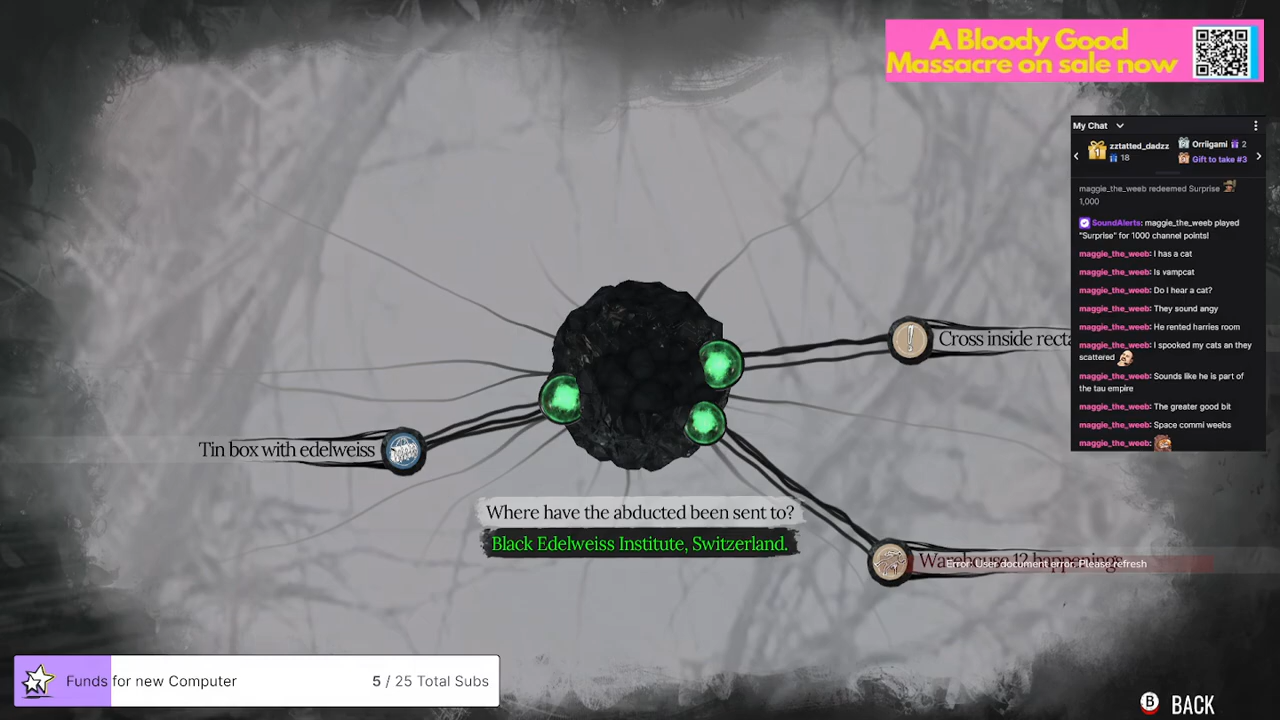 A Bloody Good
Massacre on sale now
My Chat
zztatted_dadzz
18
Orriigami 2
Gift to take #3
maggie_the_weeb redeemed Surprise
1,000
SoundAlerts: maggie_the_weeb played
"Surprise" for 1000 channel points!
maggie_the_weeb: I has a cat
maggie_the_weeb: Is vampcat
maggie_the_weeb: Do I hear a cat?
maggie_the_weeb: They sound angy
maggie_the_weeb: He rented harries room
maggie_the_weeb: I spooked my cats an they
scattered
maggie_the_weeb: Sounds like he is part of
the tau empire
maggie_the_weeb: The greater good bit
maggie_the_weeb: Space commi weebs
maggie_the_weeb:
Cross inside recta
Tin box with edelweiss
Where have the abducted been sent to?
Black Edelweiss Institute, Switzerland.
Warehouse 12 happenings
Error: User document error. Please refresh
Funds for new Computer
5 / 25 Total Subs
B BACK